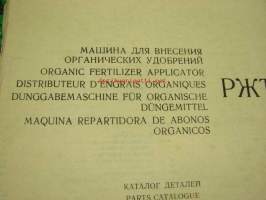 МАШИНА ДЛЯ ВНЕСЕНИЯ
ОРГАНИЧЕСКИХ УДОБРЕНИЙ
ORGANIC FERTILIZER APPLICATOR
DISTRIBUTEUR D'ENGRAIS ORGANIQUES
DUNGGABEMASCHINE FÜR ORGANISCHE
DÜNGEMITTEL
MAQUINA REPARTIDORA DE ABONOS
ORGANICOS
РЖТ
КАТАЛОГ ДЕТАЛЕЙ
PARTS CATALOGUE